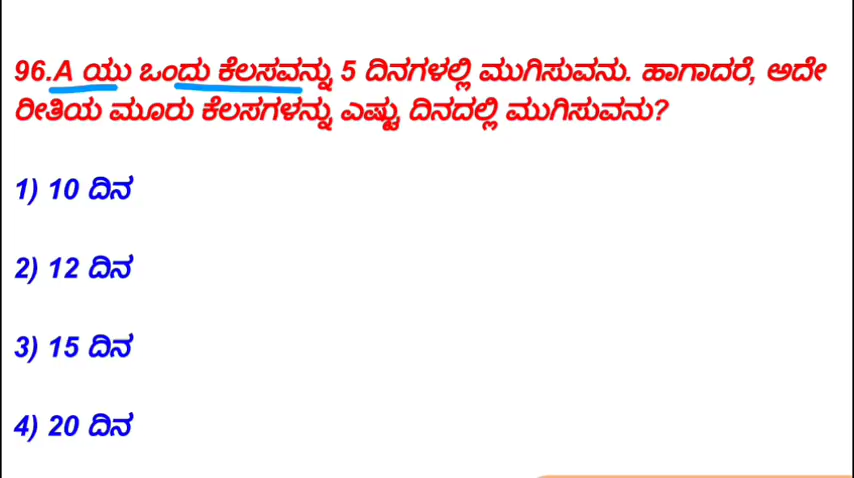 96.A ಯು ಒಂದು ಕೆಲಸವನ್ನು 5 ದಿನಗಳಲ್ಲಿ ಮುಗಿಸುವನು. ಹಾಗಾದರೆ, ಅದೇ
ರೀತಿಯ ಮೂರು ಕೆಲಸಗಳನ್ನು ಎಷ್ಟು ದಿನದಲ್ಲಿ ಮುಗಿಸುವನು?
1) 10 ದಿನ
2) 12 ದಿನ
3) 15 ದಿನ
4) 20 ದಿನ